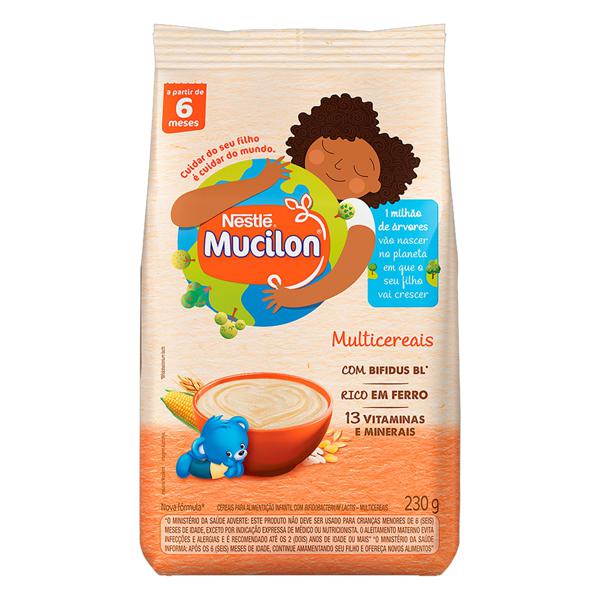 a partir de
6
meses
Cuidar do seu filho
é cuidar do mundo.
Nestlé
Mucilon®
1 milhão
de árvores
vão nascer
no planeta
em que o
seu filho
vai crescer
Multicereais
COM BIFIDUS BL*
RICO EM FERRO
13 VITAMINAS
E MINERAIS
Nova fórmula*
CEREAIS PARA ALIMENTAÇÃO INFANTIL COM BIFIDOBACTERIUM LACTIS – MULTICEREAIS
230 g
"O MINISTÉRIO DA SAÚDE ADVERTE: ESTE PRODUTO NÃO DEVE SER USADO PARA CRIANÇAS MENORES DE 6 (SEIS)
MESES DE IDADE, EXCETO POR INDICAÇÃO EXPRESSA DE MÉDICO OU NUTRICIONISTA. O ALEITAMENTO MATERNO EVITA
INFECÇÕES E ALERGIAS E É RECOMENDADO ATÉ OS 2 (DOIS) ANOS DE IDADE OU MAIS" "O MINISTÉRIO DA SAÚDE
INFORMA: APÓS OS 6 (SEIS) MESES DE IDADE, CONTINUE AMAMENTANDO SEU FILHO E OFEREÇA NOVOS ALIMENTOS"